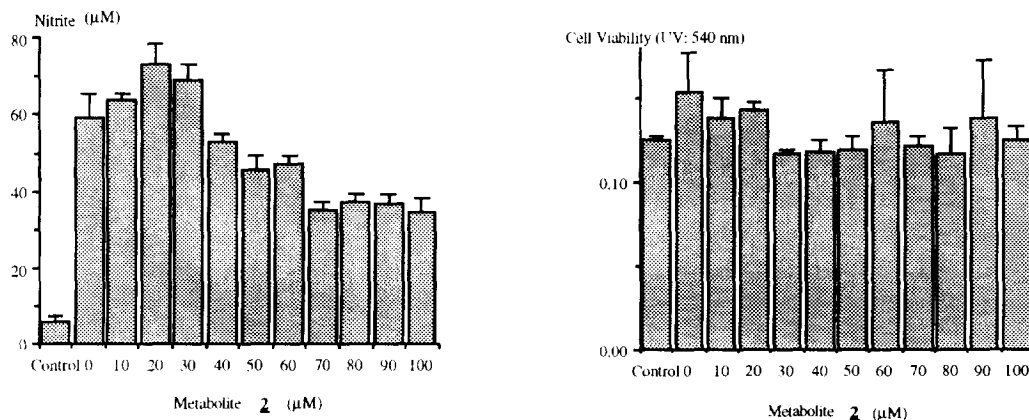 Nitrite (μM)
80
60
40
20
0
Control 0 10 20 30 40 50 60 70 80 90 100
Metabolite 2 (μM)
Cell Viability (UV: 540 nm)
0.10
0.00
Control 0 10 20 30 40 50 60 70 80 90 100
Metabolite 2 (μM)